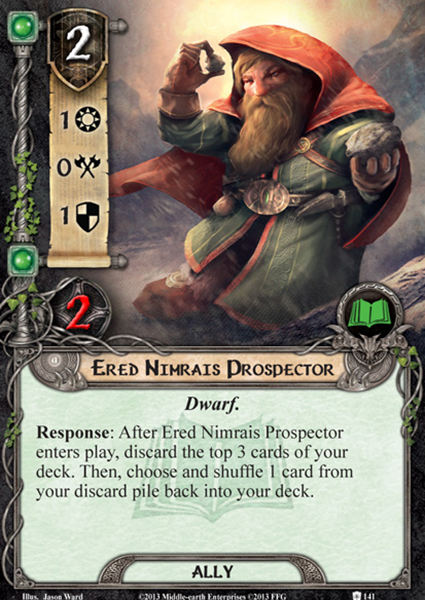 2
1
0
1
2
ERED NIMRAIS PROSPECTOR
Dwarf.
Response: After Ered Nimrais Prospector
enters play, discard the top 3 cards of your
deck. Then, choose and shuffle 1 card from
your discard pile back into your deck.
ALLY
Illus. Jason Ward ©2013 Middle-earth Enterprises ©2013 FFG 141